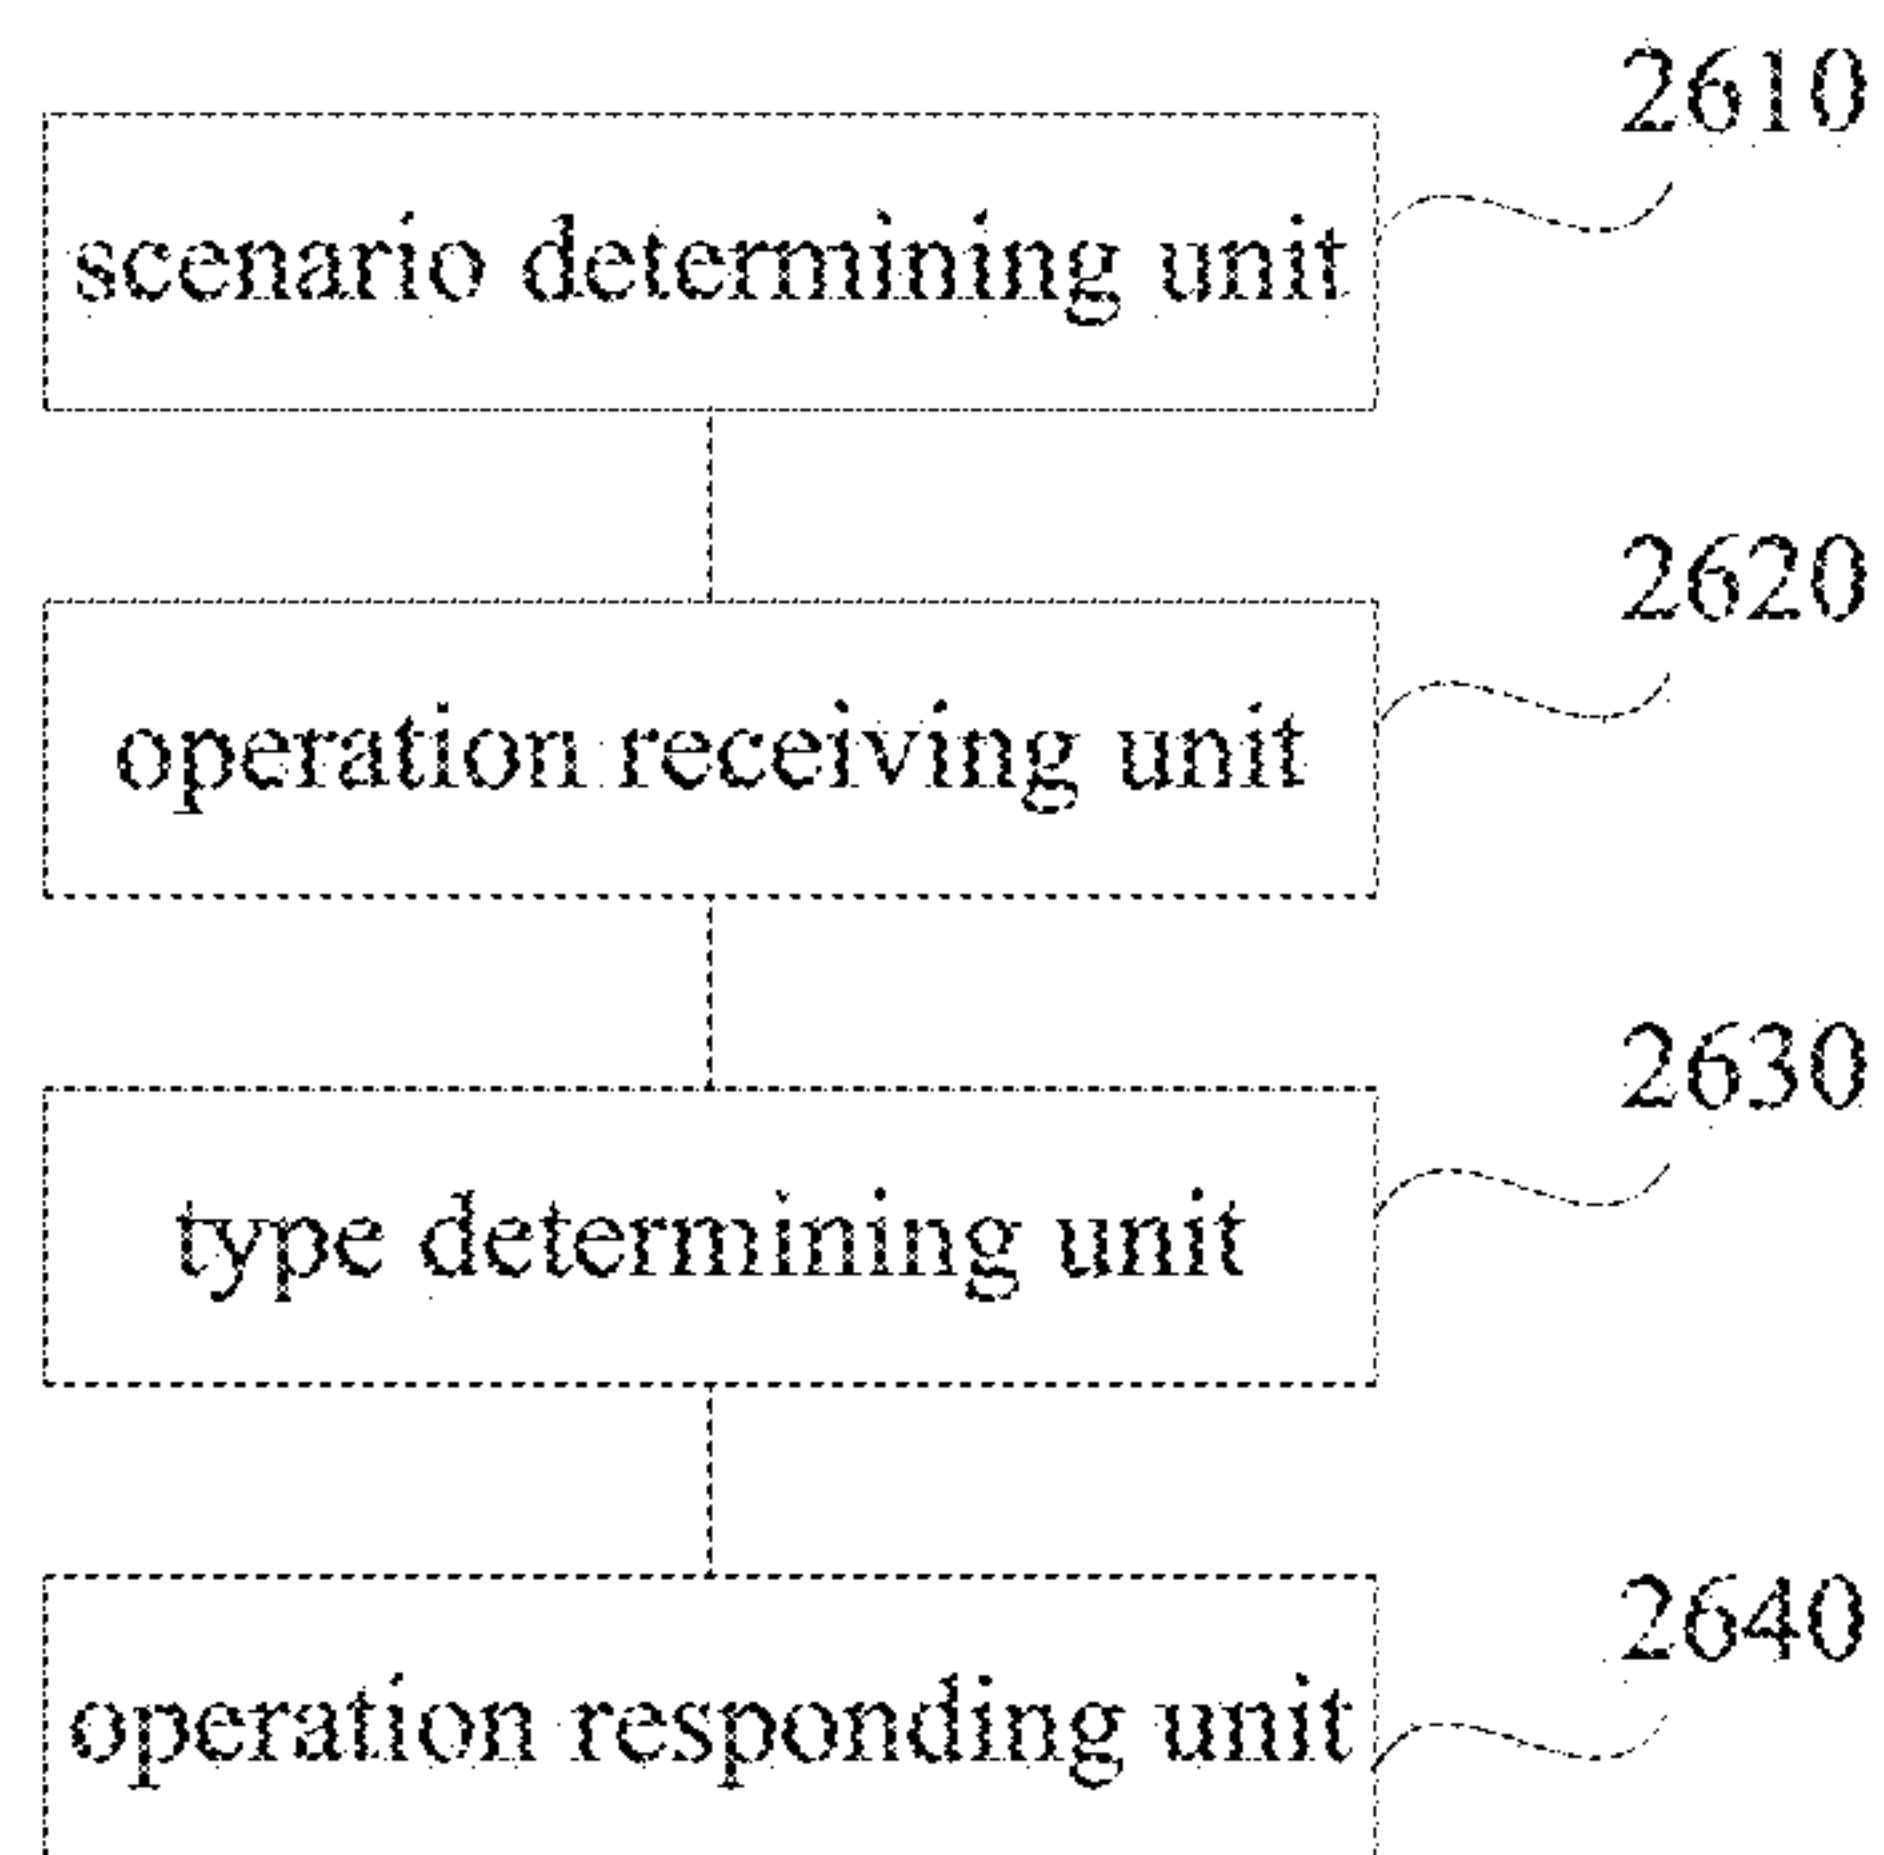 2610
scenario determining unit
2620
operation receiving unit
2630
type determining unit
2640
operation responding unit